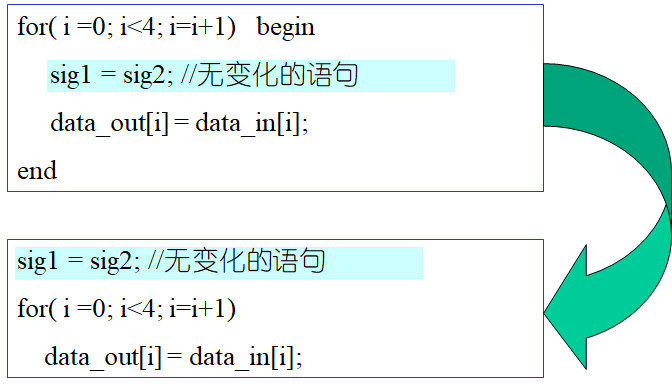 for( i =0; i<4; i=i+1) begin
sig1 = sig2; //无变化的语句
data_out[i] = data_in[i];
end
sig1 = sig2; //无变化的语句
for( i =0; i<4; i=i+1)
data_out[i] = data_in[i];